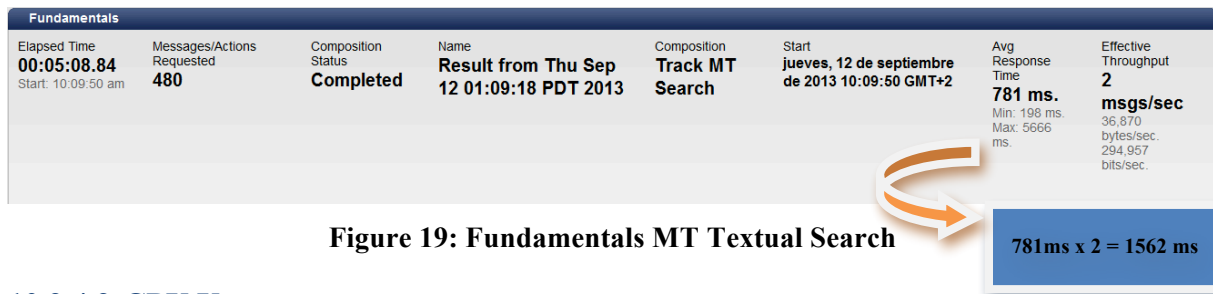 Fundamentals
Elapsed Time
00:05:08.84
Start: 10:09:50 am
Messages/Actions
Requested
480
Composition
Status
Completed
Name
Result from Thu Sep
12 01:09:18 PDT 2013
Composition
Track MT
Search
Start
jueves, 12 de septiembre
de 2013 10:09:50 GMT+2
Avg
Response
Time
781 ms.
Min: 198 ms.
Max: 5666
ms.
Effective
Throughput
2
msgs/sec
36,870
bytes/sec.
294,957
bits/sec.
Figure 19: Fundamentals MT Textual Search
781ms x 2 = 1562 ms